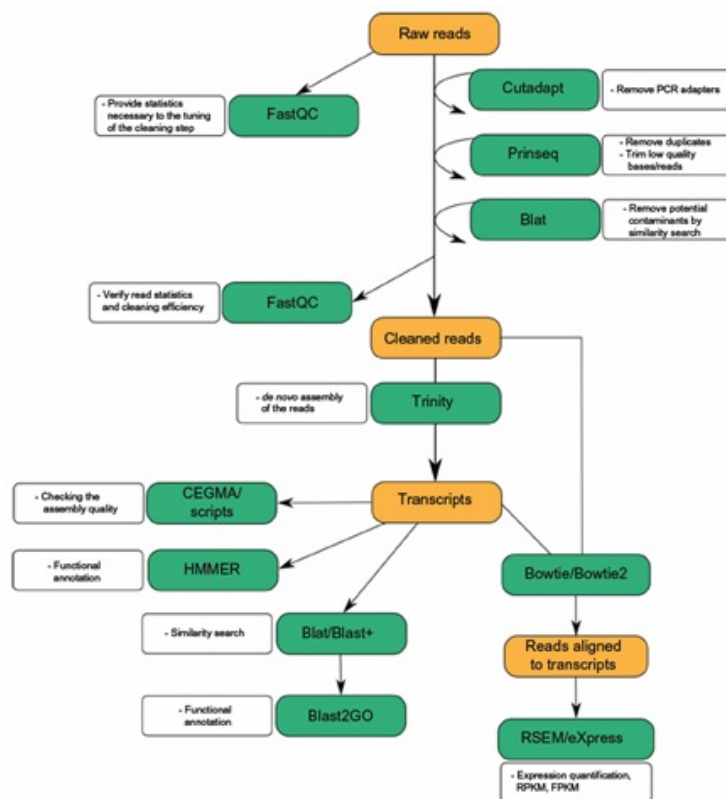 Raw reads
Cutadapt
- Remove PCR adapters
- Provide statistics
necessary to the tuning
of the cleaning step
FastQC
Prinseq
- Remove duplicates
- Trim low quality
bases/reads
Blat
- Remove potential
contaminants by
similarity search
- Verify read statistics
and cleaning efficiency
FastQC
Cleaned reads
- de novo assembly
of the reads
Trinity
- Checking the
assembly quality
CEGMA/
scripts
Transcripts
- Functional
annotation
HMMER
Bowtie/Bowtie2
- Similarity search
Blat/Blast+
Reads aligned
to transcripts
- Functional
annotation
Blast2GO
RSEM/eXpress
- Expression quantification,
RPKM, FPKM